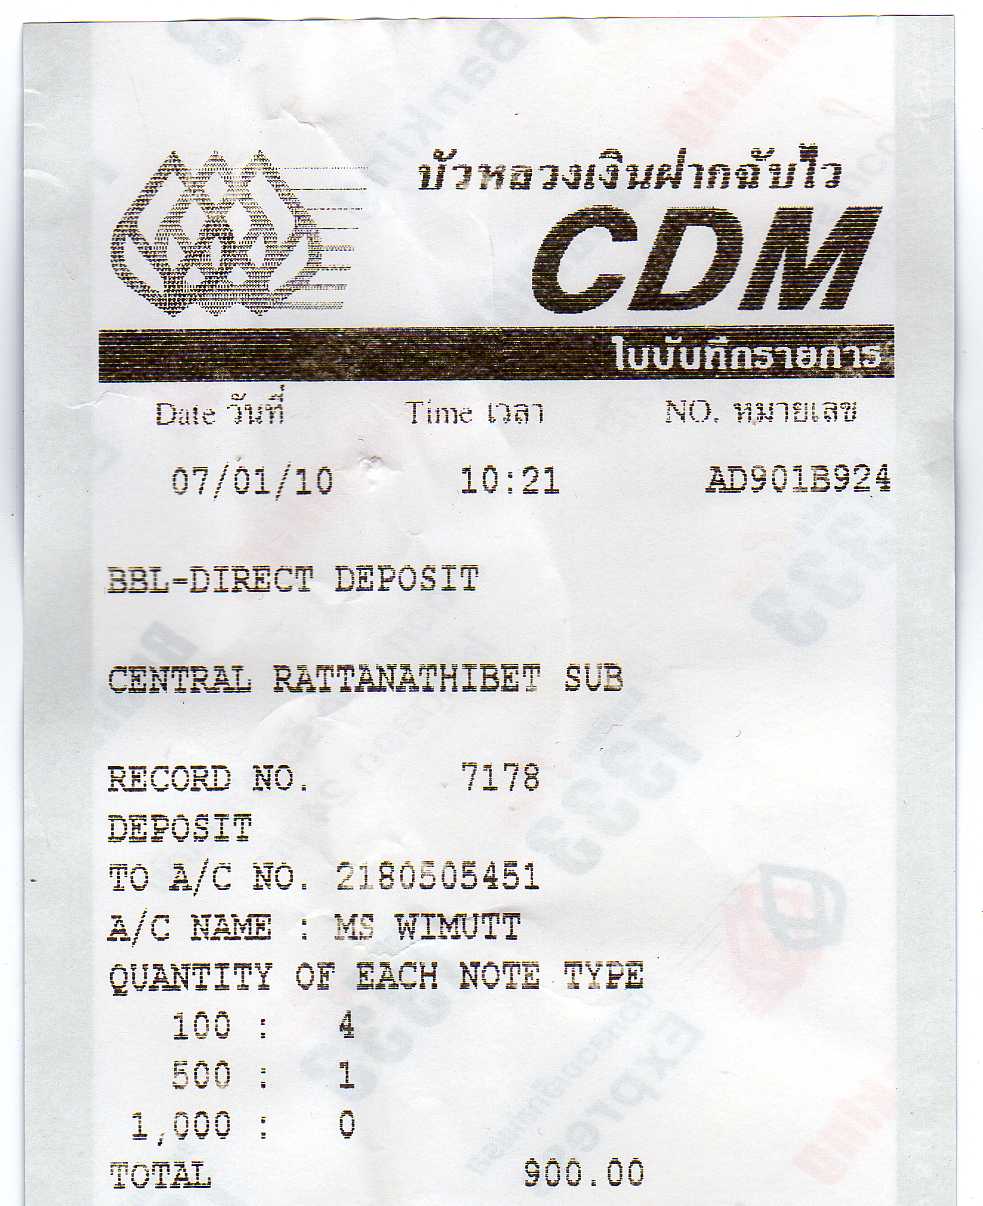 บัวหลวงเงินฝากฉับไว
CDM
ใบบันทึกรายการ
Date วันที่ Time เวลา NO. หมายเลข
07/01/10 10:21 AD901B924
BBL-DIRECT DEPOSIT
CENTRAL RATTANATHIBET SUB
RECORD NO. 7178
DEPOSIT
TO A/C NO. 2180505451
A/C NAME : MS WIMUTT
QUANTITY OF EACH NOTE TYPE
100 : 4
500 : 1
1,000 : 0
TOTAL 900.00